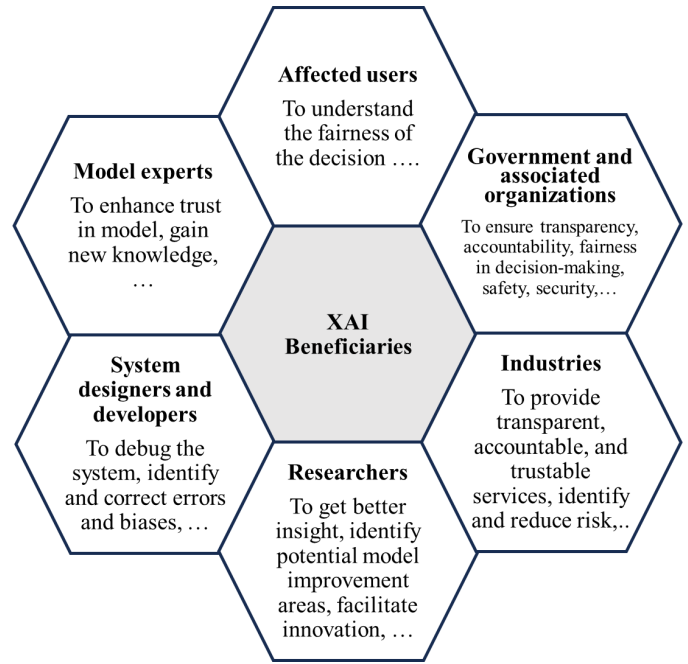 Affected users
To understand
the fairness of
the decision ….
Government and
associated
organizations
To ensure transparency,
accountability, fairness
in decision-making,
safety, security,…
Model experts
To enhance trust
in model, gain
new knowledge,
…
XAI
Beneficiaries
Industries
To provide
transparent,
accountable, and
trustable
services, identify
and reduce risk,..
System
designers and
developers
To debug the
system, identify
and correct errors
and biases, …
Researchers
To get better
insight, identify
potential model
improvement
areas, facilitate
innovation, …